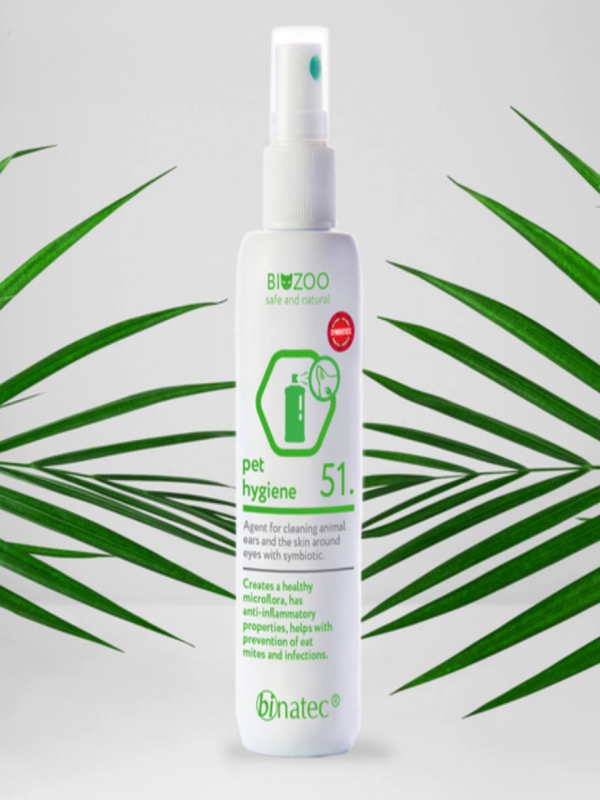 BIOZOO
safe and natural
SYMBIOTICS
pet
hygiene 51.
Agent for cleaning animal
ears and the skin around
eyes with symbiotic.
Creates a healthy
microflora, has
anti-inflammatory
properties, helps with
prevention of eat
mites and infections.
binatec®